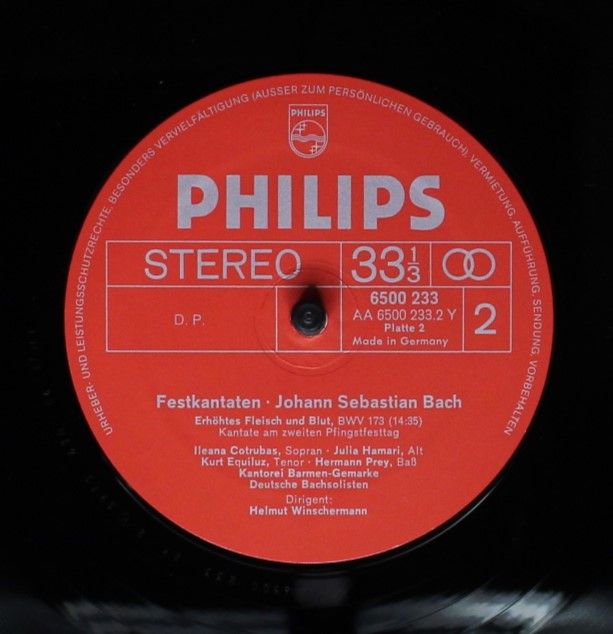 URHEBER- UND LEISTUNGSSCHUTZRECHTE, BESONDERS VERVIELFÄLTIGUNG (AUSSER ZUM PERSÖNLICHEN GEBRAUCH), VERMIETUNG, AUFFÜHRUNG, SENDUNG, VORBEHALTEN
PHILIPS
PHILIPS
STEREO 33 1/3
D. P.
6500 233
AA 6500 233.2 Y
Platte 2
Made in Germany
2
Festkantaten · Johann Sebastian Bach
Erhöhtes Fleisch und Blut, BWV 173 (14:35)
Kantate am zweiten Pfingstfesttag
Ileana Cotrubas, Sopran · Julia Hamari, Alt
Kurt Equiluz, Tenor · Hermann Prey, Baß
Kantorei Barmen-Gemarke
Deutsche Bachsolisten
Dirigent:
Helmut Winschermann